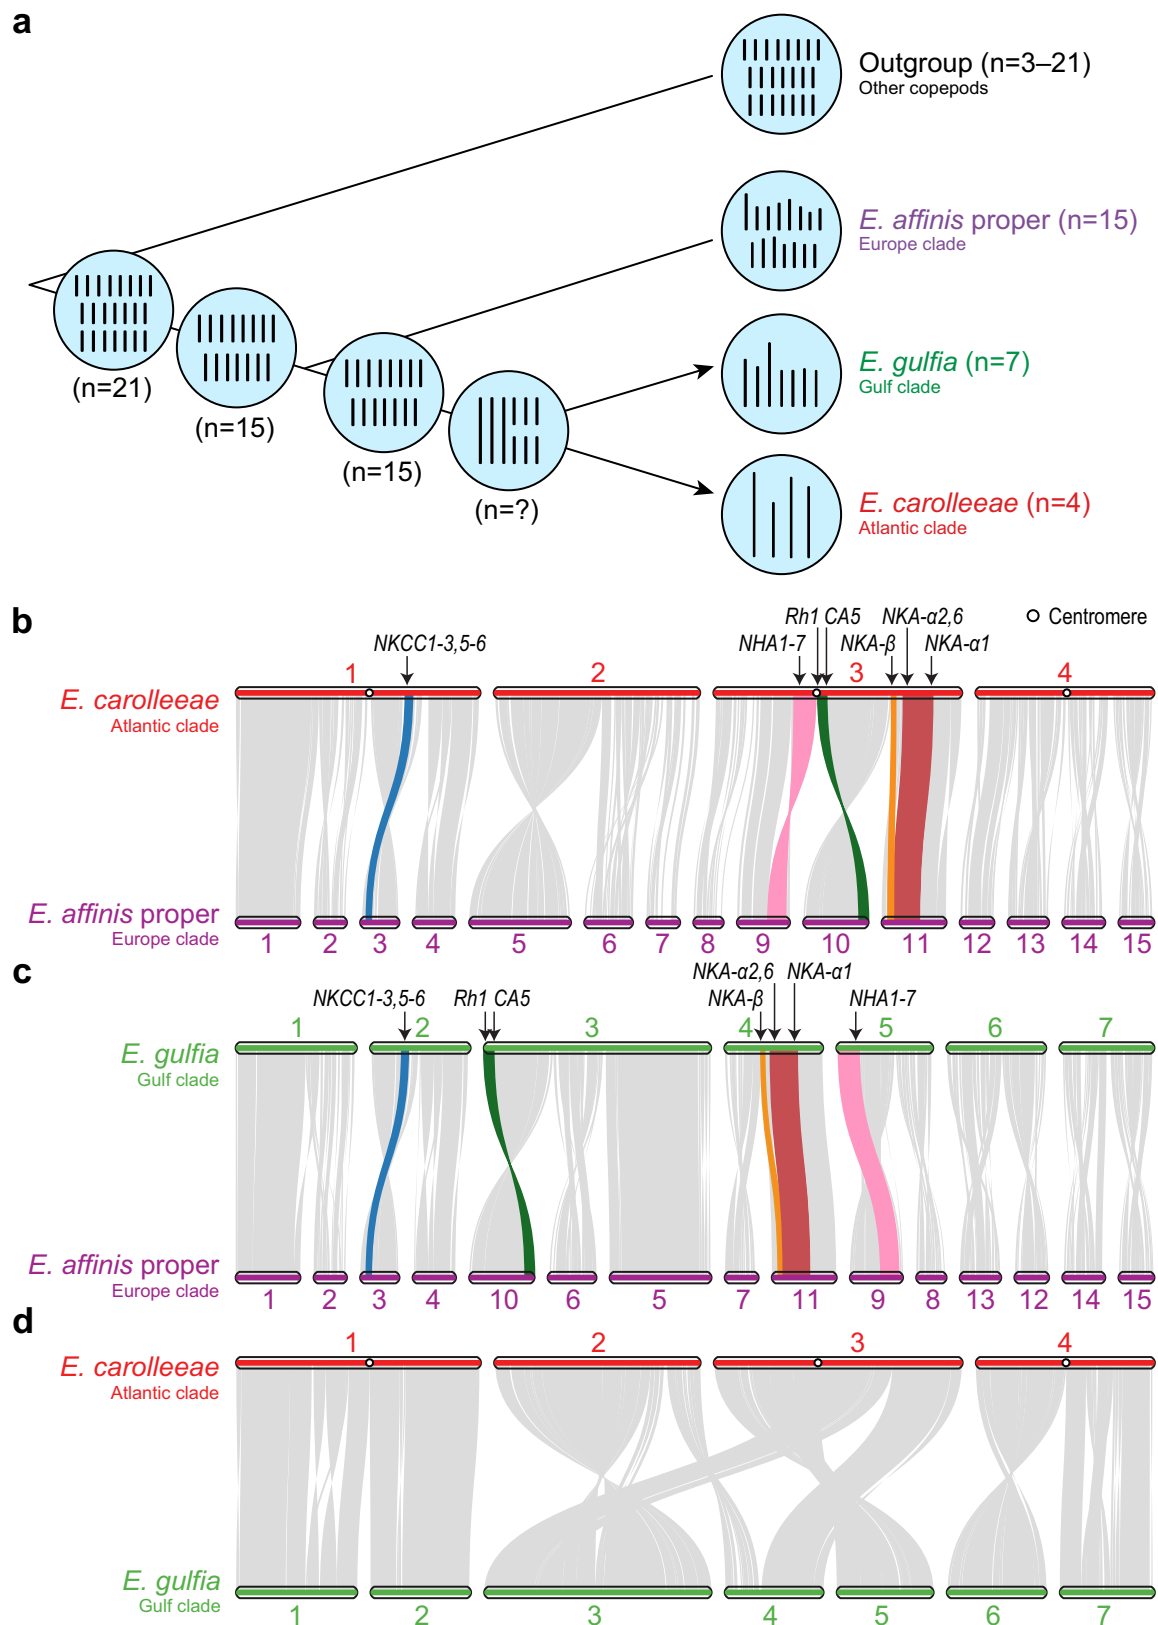 a
Outgroup (n=3–21)
Other copepods
E. affinis proper (n=15)
Europe clade
E. gulfia (n=7)
Gulf clade
E. carolleeae (n=4)
Atlantic clade
(n=21)
(n=15)
(n=15)
(n=?)
b
Rh1 CA5 NKA-α2,6 Centromere
NKCC1-3,5-6 NHA1-7 NKA-β NKA-α1
1 2 3 4
E. carolleeae
Atlantic clade
E. affinis proper
Europe clade
1 2 3 4 5 6 7 8 9 10 11 12 13 14 15
c
NKA-α2,6 NKA-α1
NKCC1-3,5-6 Rh1 CA5 NKA-β NHA1-7
1 2 3 4 5 6 7
E. gulfia
Gulf clade
E. affinis proper
Europe clade
1 2 3 4 10 6 5 7 11 9 8 13 12 14 15
d
1 2 3 4
E. carolleeae
Atlantic clade
E. gulfia
Gulf clade
1 2 3 4 5 6 7